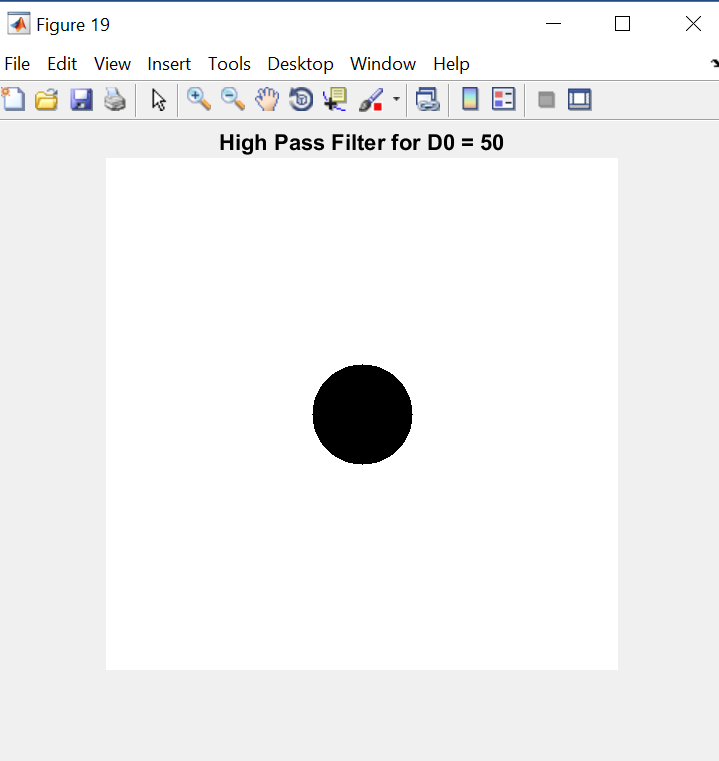 Figure 19
File Edit View Insert Tools Desktop Window Help
High Pass Filter for D0 = 50